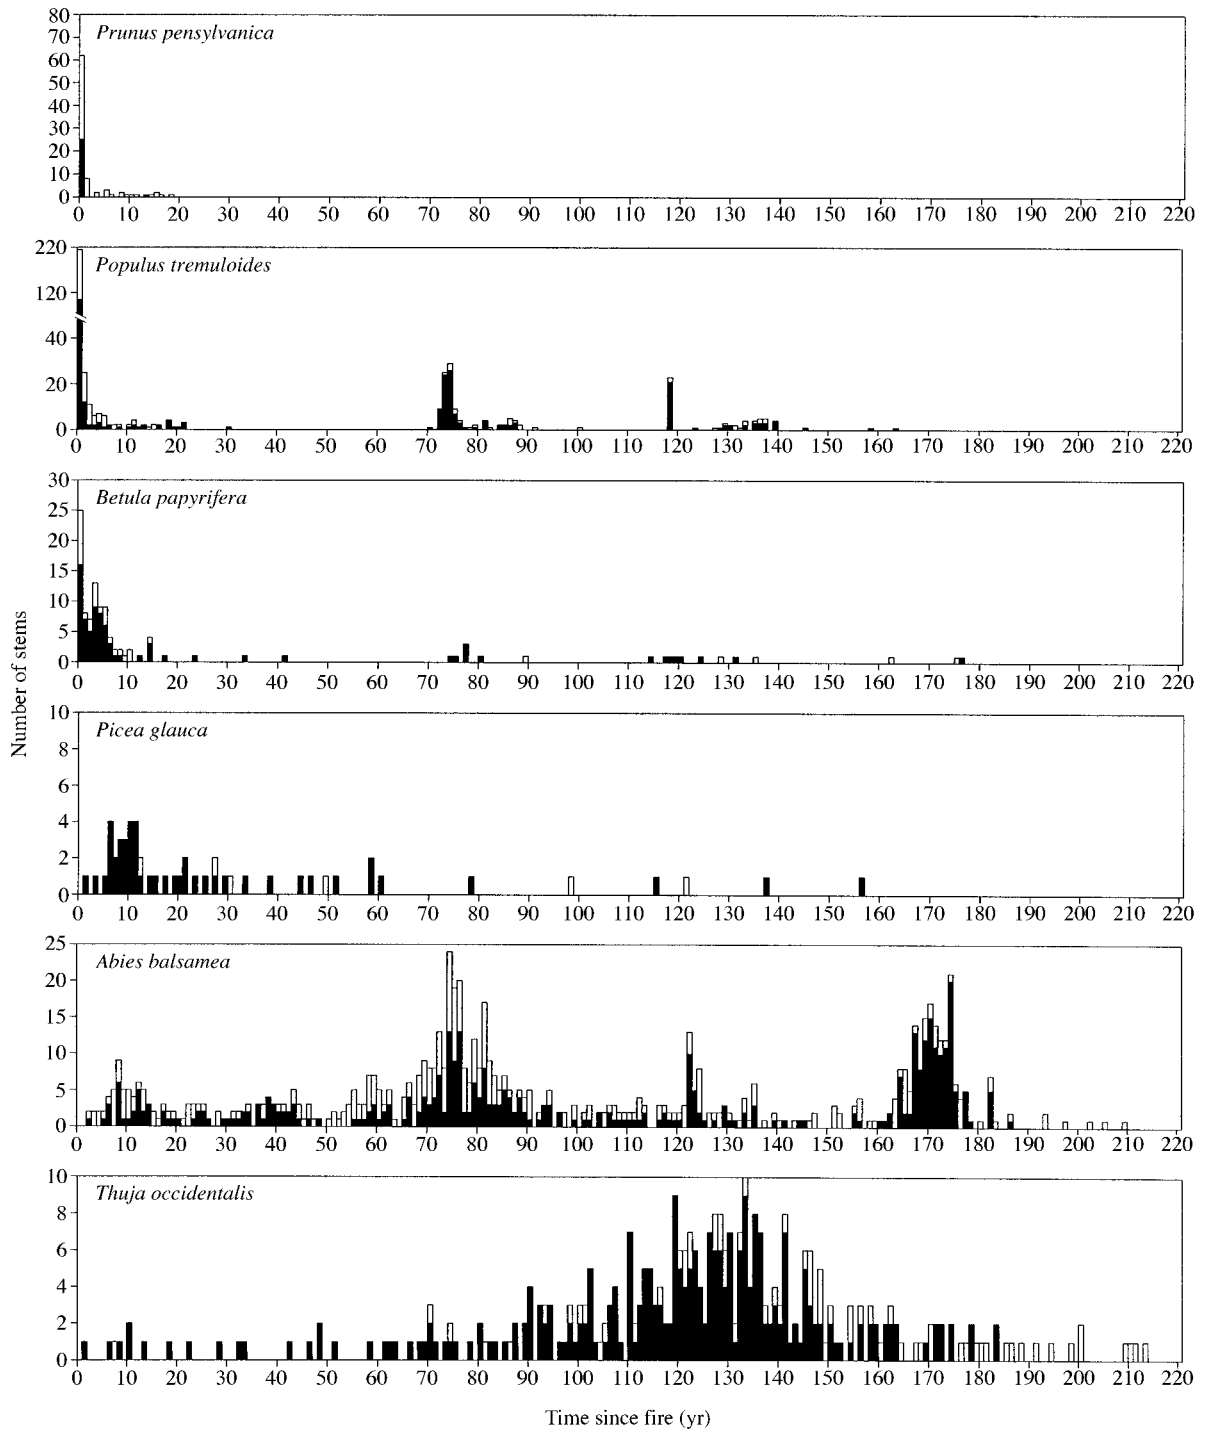 80
Prunus pensylvanica
70
60
50
40
30
20
10
0
0 10 20 30 40 50 60 70 80 90 100 110 120 130 140 150 160 170 180 190 200 210 220
220
Populus tremuloides
120
40
20
0
0 10 20 30 40 50 60 70 80 90 100 110 120 130 140 150 160 170 180 190 200 210 220
30
Betula papyrifera
25
20
15
10
5
0
0 10 20 30 40 50 60 70 80 90 100 110 120 130 140 150 160 170 180 190 200 210 220
Number of stems
10
Picea glauca
8
6
4
2
0
0 10 20 30 40 50 60 70 80 90 100 110 120 130 140 150 160 170 180 190 200 210 220
25
Abies balsamea
20
15
10
5
0
0 10 20 30 40 50 60 70 80 90 100 110 120 130 140 150 160 170 180 190 200 210 220
10
Thuja occidentalis
8
6
4
2
0
0 10 20 30 40 50 60 70 80 90 100 110 120 130 140 150 160 170 180 190 200 210 220
Time since fire (yr)